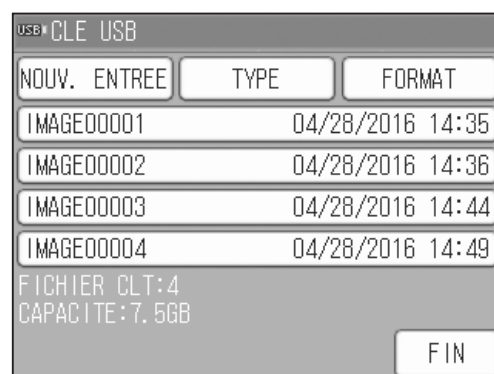 USB CLE USB
NOUV. ENTREE TYPE FORMAT
IMAGE00001 04/28/2016 14:35
IMAGE00002 04/28/2016 14:36
IMAGE00003 04/28/2016 14:44
IMAGE00004 04/28/2016 14:49
FICHIER CLT:4
CAPACITE:7.5GB
FIN